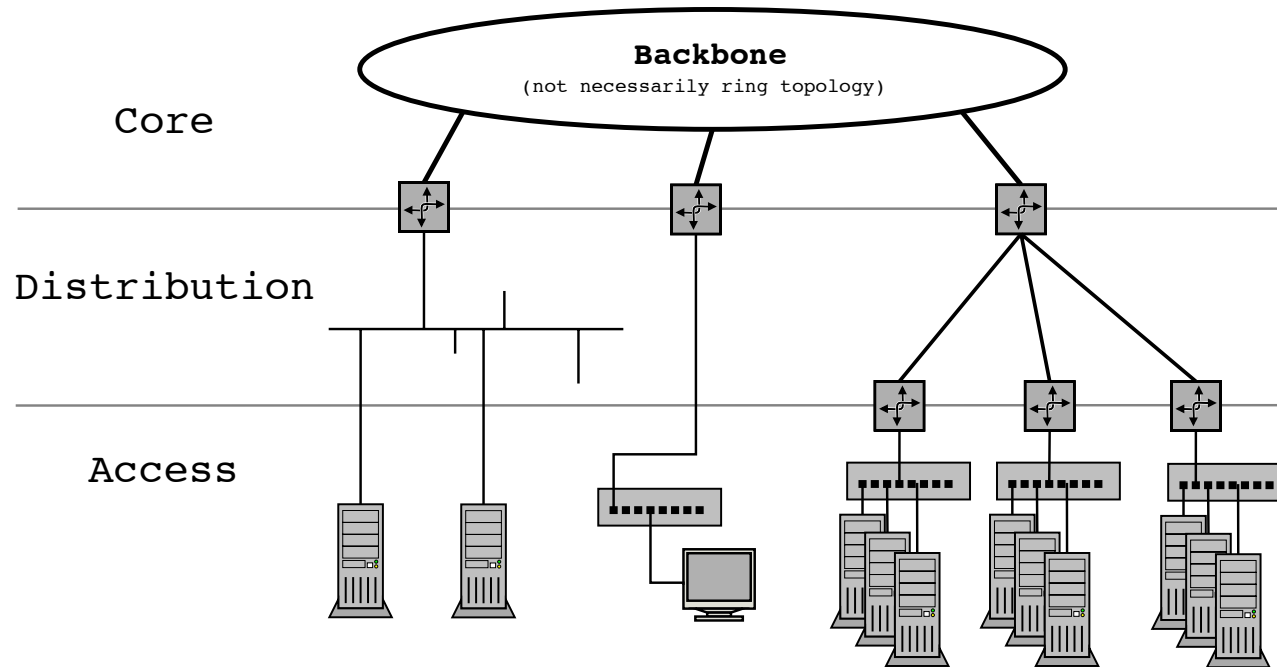 Backbone
(not necessarily ring topology)
Core
Distribution
Access